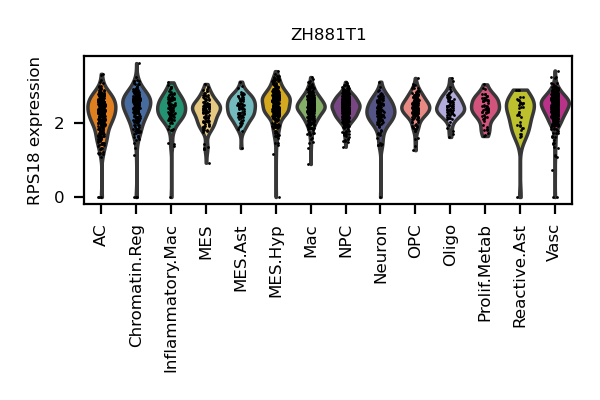 ZH881T1
RPS18 expression
2
0
AC
Chromatin.Reg
Inflammatory.Mac
MES
MES.Ast
MES.Hyp
Mac
NPC
Neuron
OPC
Oligo
Prolif.Metab
Reactive.Ast
Vasc